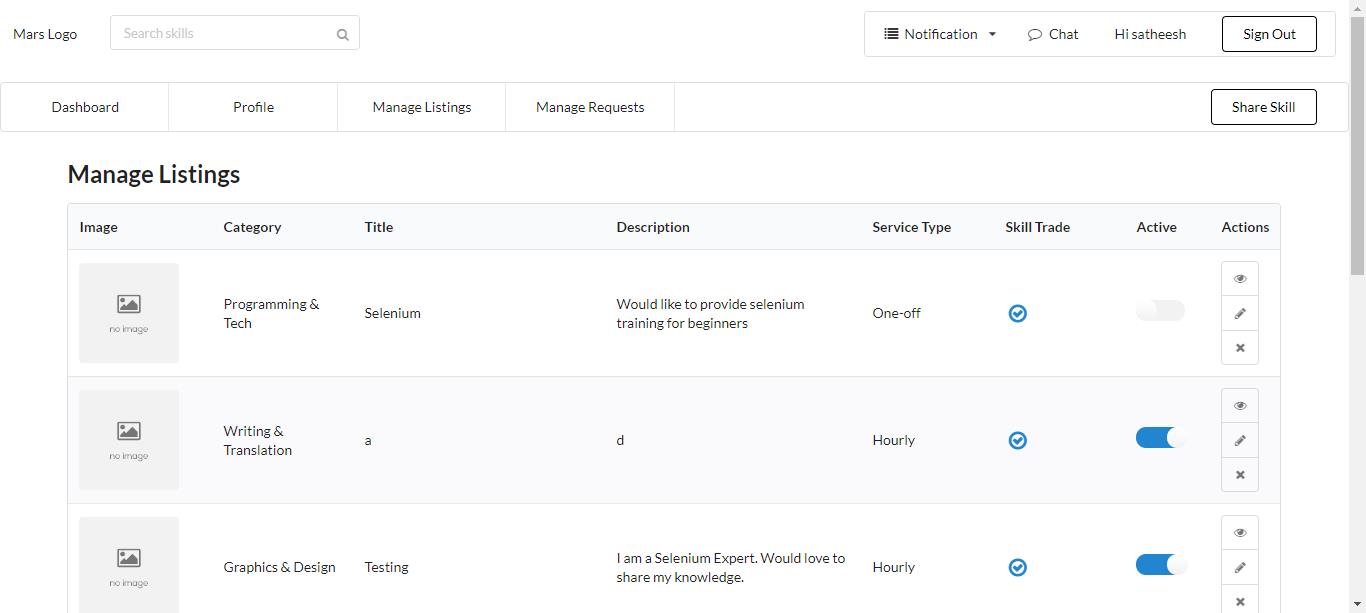 Mars Logo
Search skills
Notification
Chat
Hi satheesh
Sign Out
Dashboard
Profile
Manage Listings
Manage Requests
Share Skill
Manage Listings
Image Category Title Description Service Type Skill Trade Active Actions
no image
Programming &
Tech
Selenium
Would like to provide selenium
training for beginners
One-off
no image
Writing &
Translation
a
d
Hourly
no image
Graphics & Design
Testing
I am a Selenium Expert. Would love to
share my knowledge.
Hourly